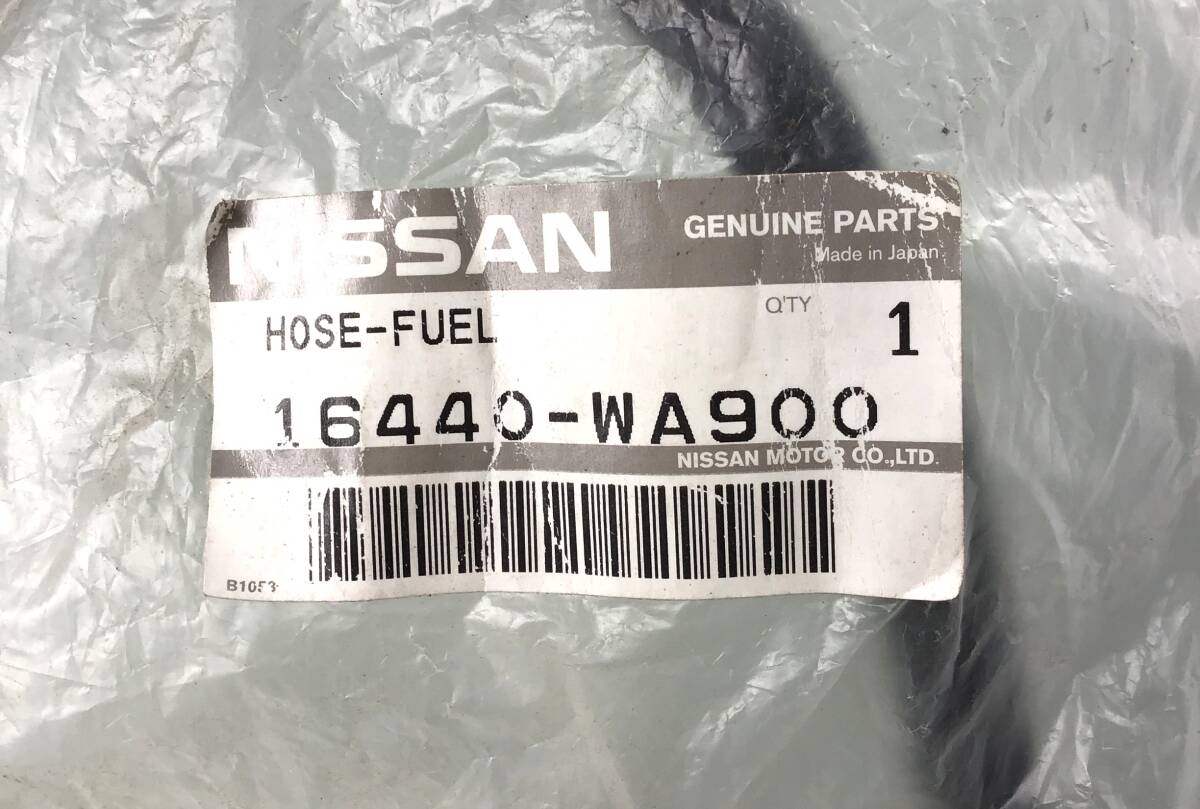 NISSAN
GENUINE PARTS
Made in Japan
HOSE-FUEL
Q'TY 1
16440-WA900
NISSAN MOTOR CO.,LTD.
B1053